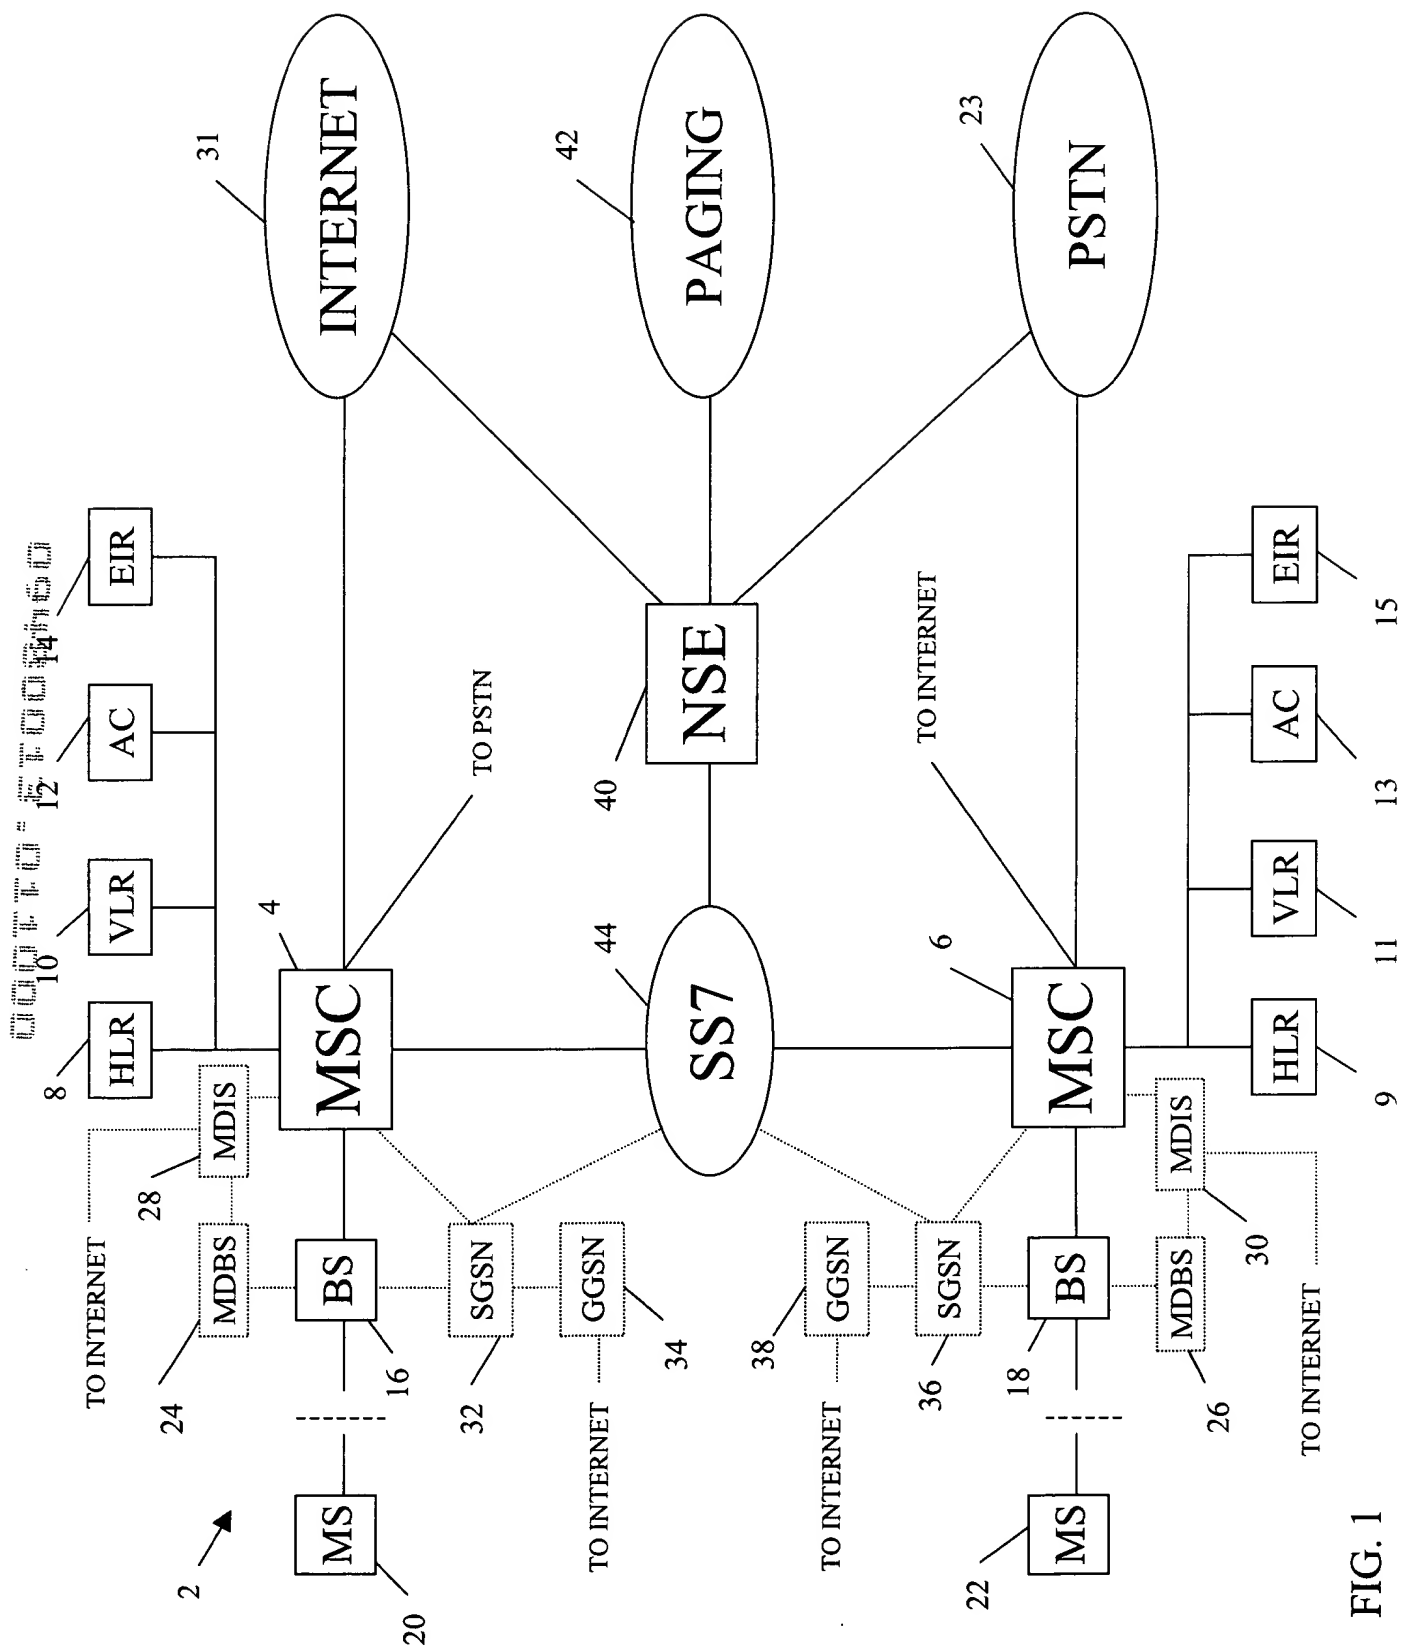 8
10
12
14
TO INTERNET
HLR
VLR
AC
EIR
2
24
28
31
MDBS
MDIS
4
MS
BS
MSC
INTERNET
20
16
32
SGSN
TO PSTN
TO INTERNET
GGSN
44
40
42
34
SS7
NSE
PAGING
38
TO INTERNET
GGSN
36
SGSN
6
TO INTERNET
22
18
23
MS
BS
MSC
PSTN
MDBS
MDIS
26
30
HLR
VLR
AC
EIR
TO INTERNET
9
11
13
15
FIG. 1